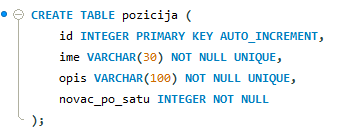 CREATE TABLE pozicija (
id INTEGER PRIMARY KEY AUTO_INCREMENT,
ime VARCHAR(30) NOT NULL UNIQUE,
opis VARCHAR(100) NOT NULL UNIQUE,
novac_po_satu INTEGER NOT NULL
);